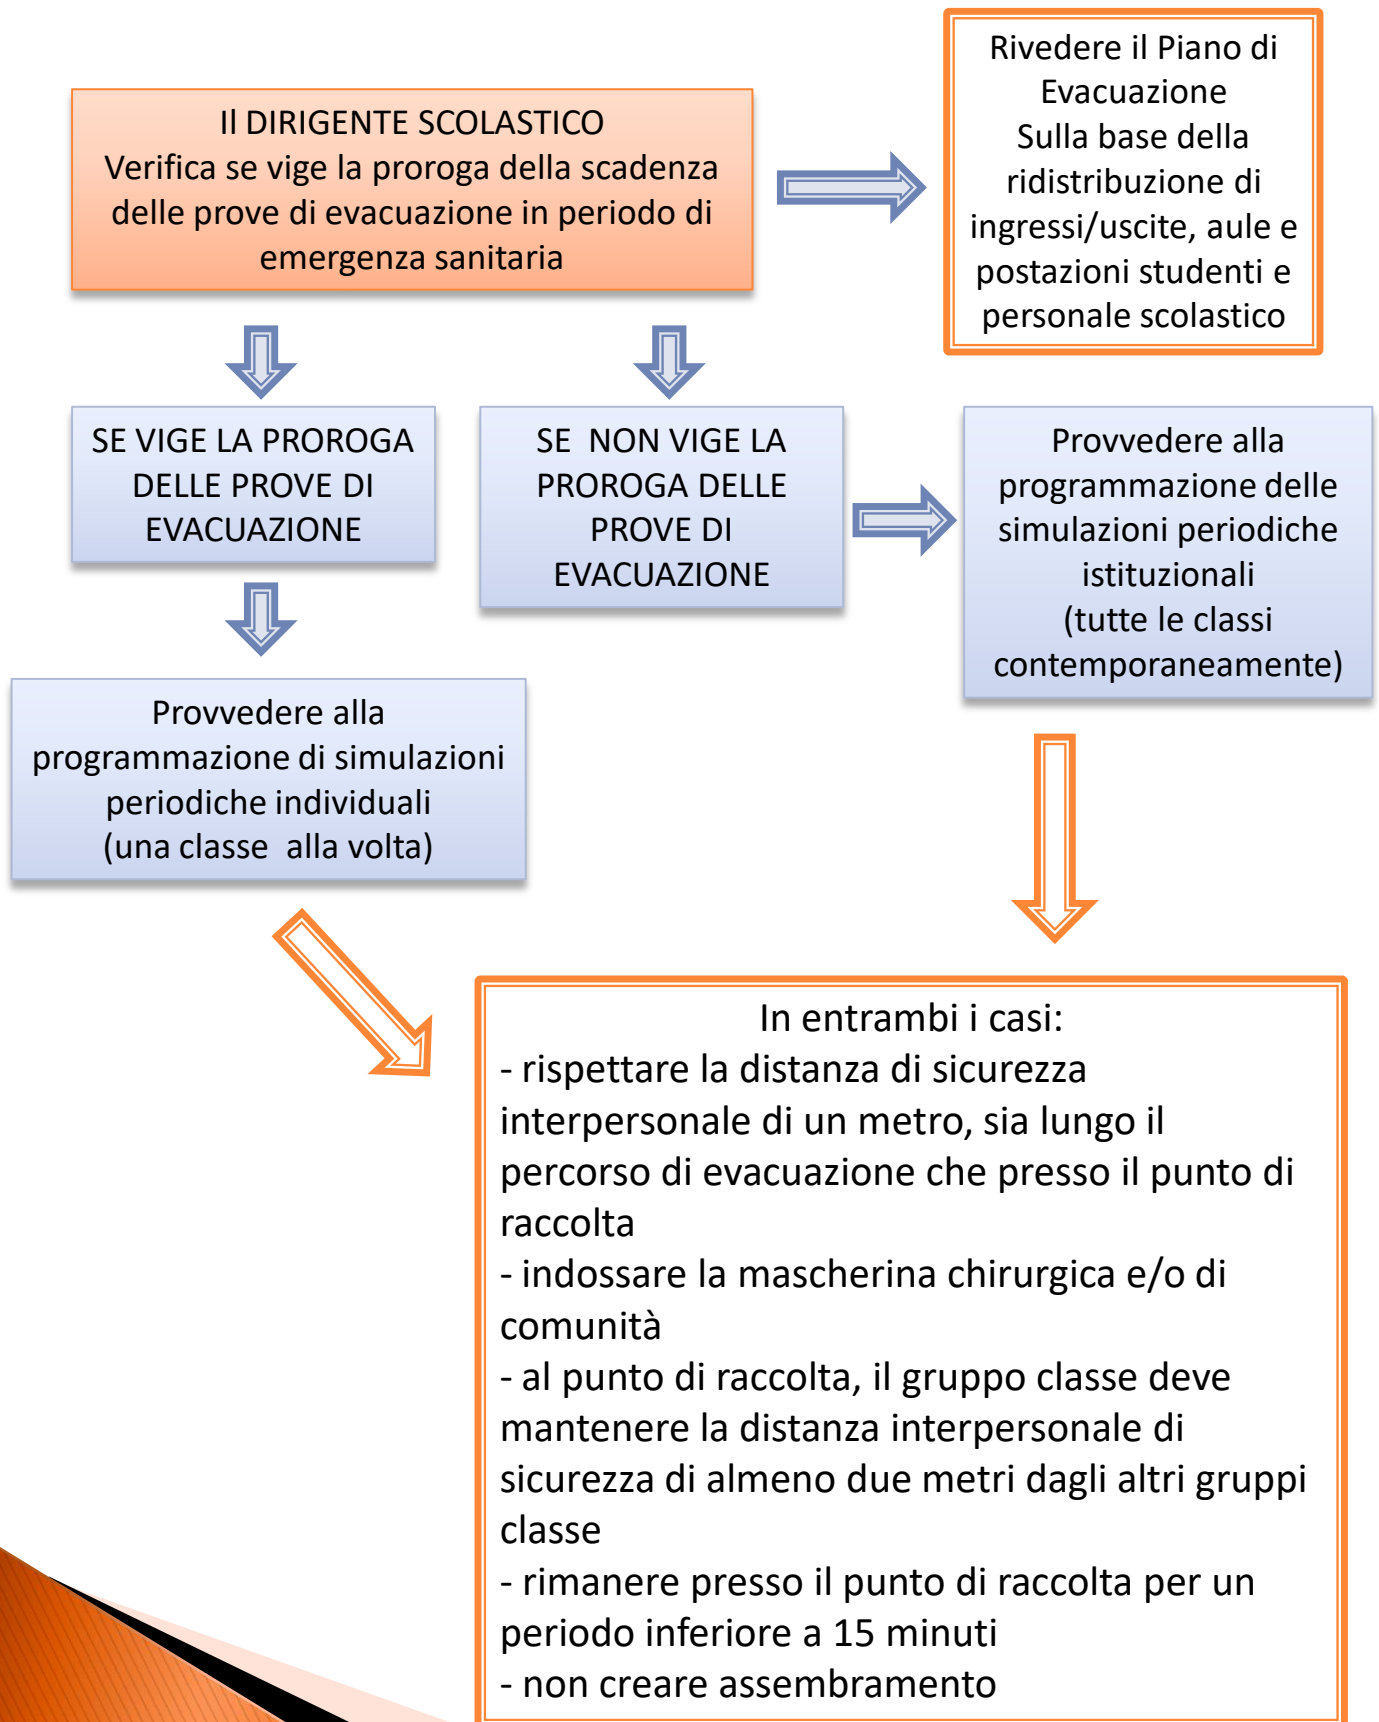 Il DIRIGENTE SCOLASTICO
Verifica se vige la proroga della scadenza
delle prove di evacuazione in periodo di
emergenza sanitaria
Rivedere il Piano di
Evacuazione
Sulla base della
ridistribuzione di
ingressi/uscite, aule e
postazioni studenti e
personale scolastico
SE VIGE LA PROROGA
DELLE PROVE DI
EVACUAZIONE
SE  NON VIGE LA
PROROGA DELLE
PROVE DI
EVACUAZIONE
Provvedere alla
programmazione delle
simulazioni periodiche
istituzionali
(tutte le classi
contemporaneamente)
Provvedere alla
programmazione di simulazioni
periodiche individuali
(una classe  alla volta)
In entrambi i casi:
- rispettare la distanza di sicurezza
interpersonale di un metro, sia lungo il
percorso di evacuazione che presso il punto di
raccolta
- indossare la mascherina chirurgica e/o di
comunità
- al punto di raccolta, il gruppo classe deve
mantenere la distanza interpersonale di
sicurezza di almeno due metri dagli altri gruppi
classe
- rimanere presso il punto di raccolta per un
periodo inferiore a 15 minuti
- non creare assembramento